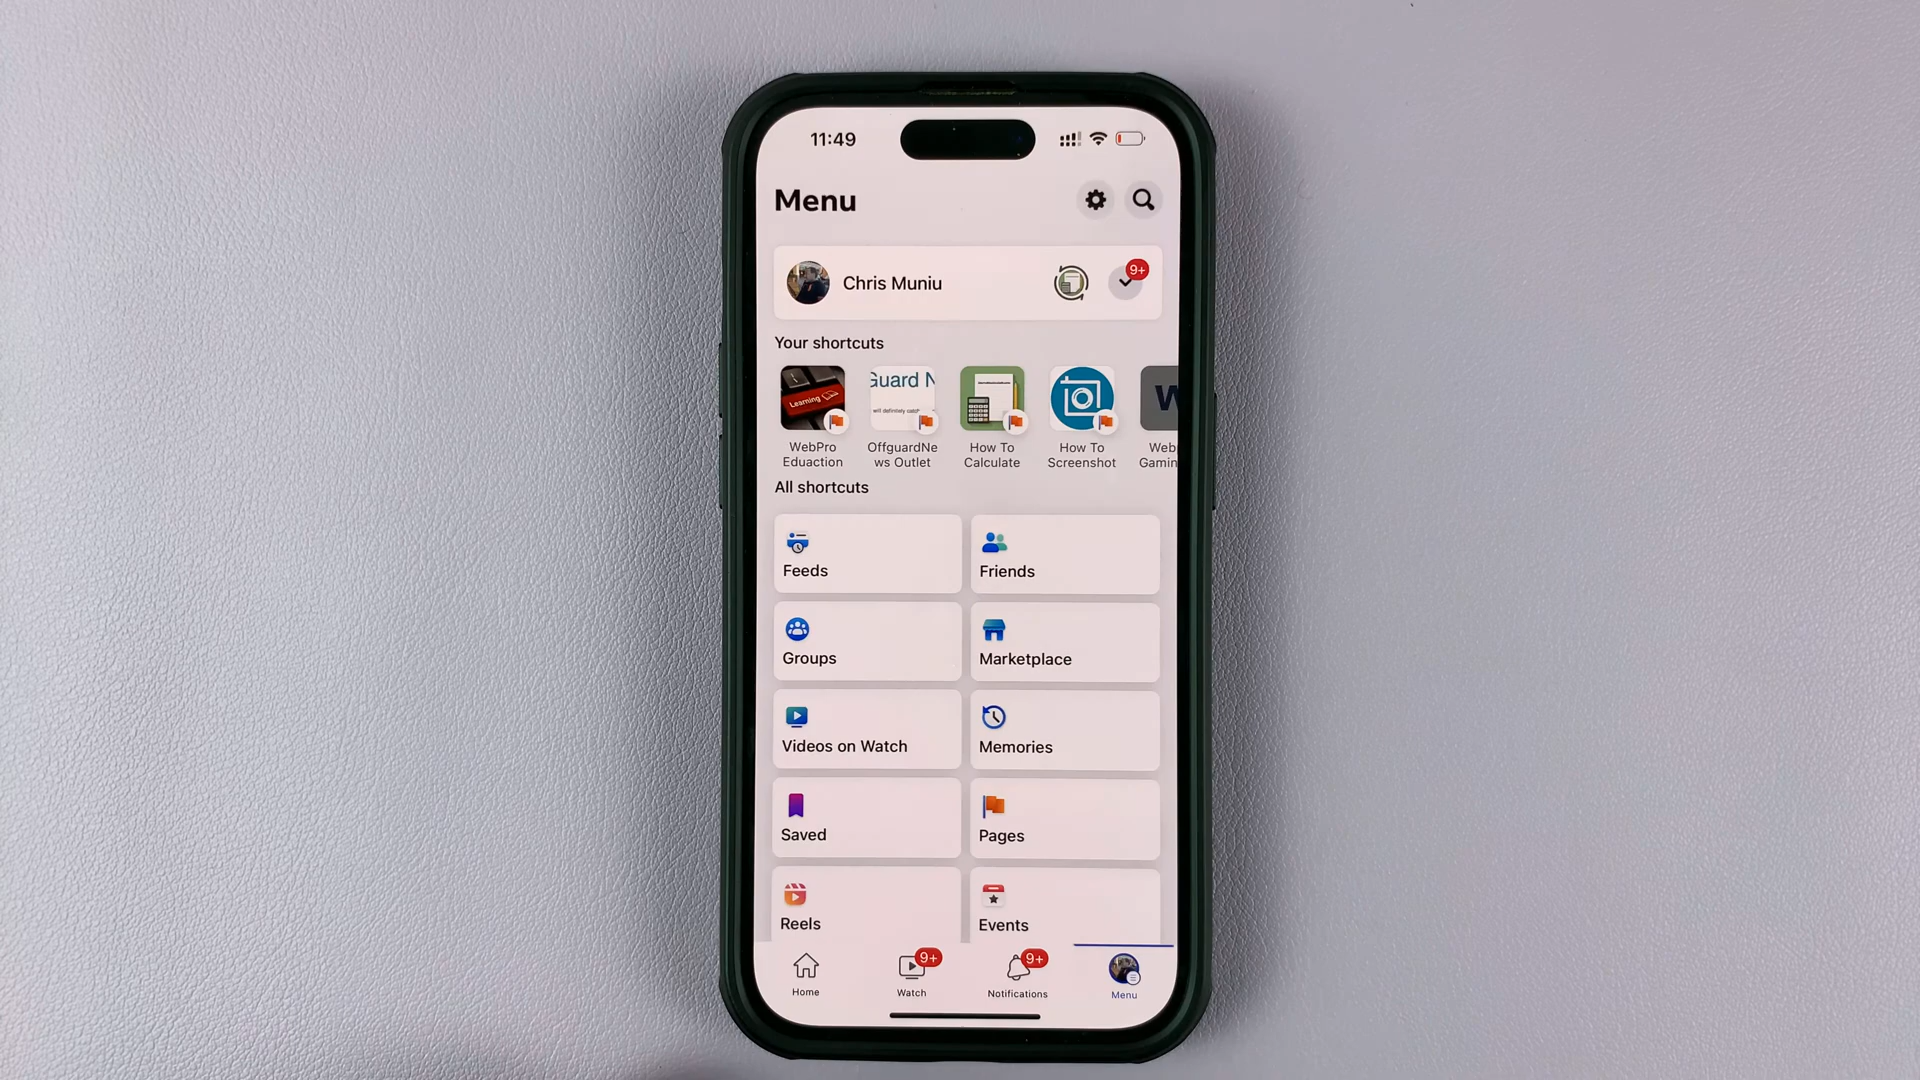 11:49
Menu
Chris Muniu
9+
Your shortcuts
Learning
Guard N
will definitely catch
WebPro
Eduaction
OffguardNe
ws Outlet
How To
Calculate
How To
Screenshot
W
Web
Gamin
All shortcuts
Feeds
Friends
Groups
Marketplace
Videos on Watch
Memories
Saved
Pages
Reels
Events
9+
9+
Home
Watch
Notifications
Menu